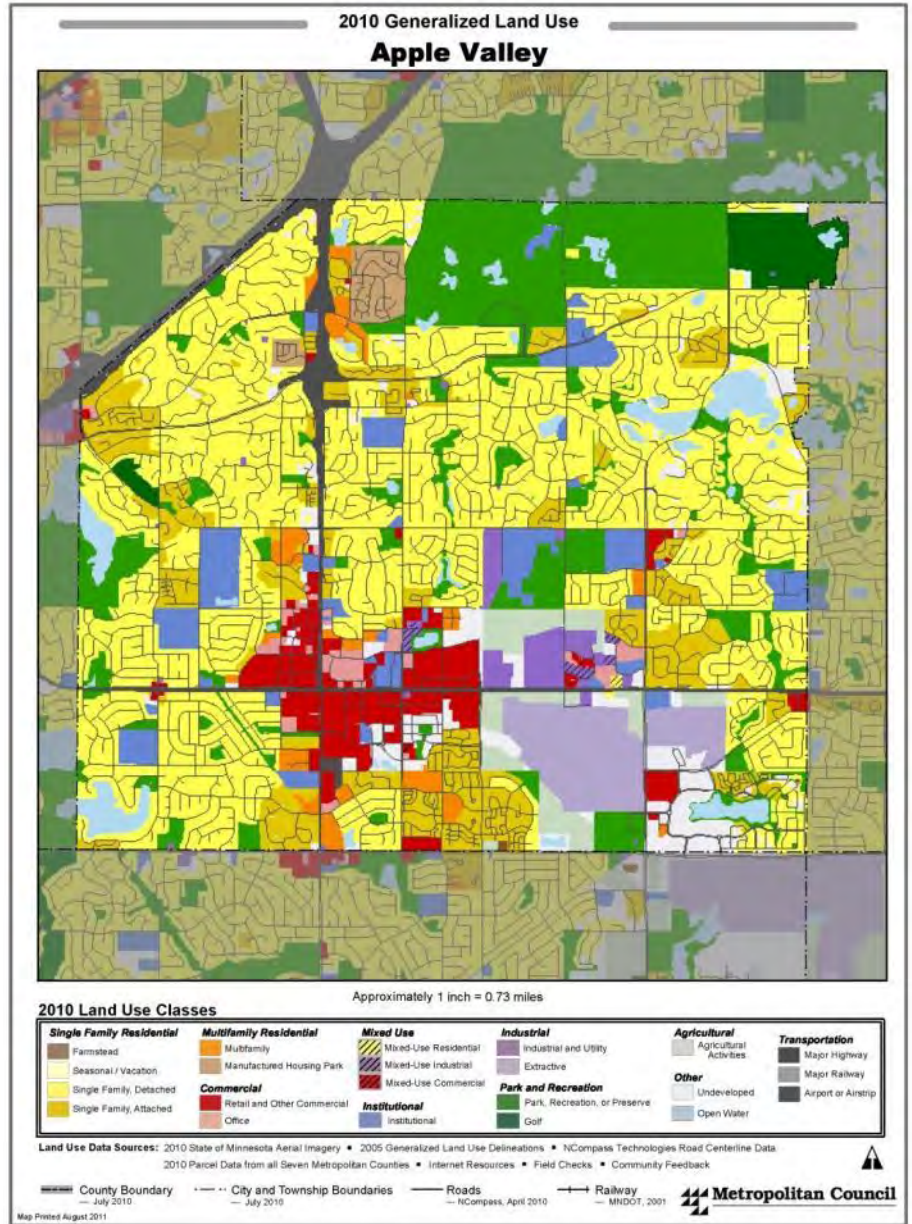 2010 Generalized Land Use
Apple Valley
Approximately 1 inch = 0.73 miles
2010 Land Use Classes
Single Family Residential
Farmstead
Seasonal / Vacation
Single Family, Detached
Single Family, Attached
Multifamily Residential
Multifamily
Manufactured Housing Park
Commercial
Retail and Other Commercial
Office
Mixed Use
Mixed-Use Residential
Mixed-Use Industrial
Mixed-Use Commercial
Institutional
Institutional
Industrial
Industrial and Utility
Extractive
Park and Recreation
Park, Recreation, or Preserve
Golf
Agricultural
Agricultural
Activities
Other
Undeveloped
Open Water
Transportation
Major Highway
Major Railway
Airport or Airstrip
Land Use Data Sources: 2010 State of Minnesota Aerial Imagery • 2005 Generalized Land Use Delineations • NCompass Technologies Road Centerline Data
2010 Parcel Data from all Seven Metropolitan Counties • Internet Resources • Field Checks • Community Feedback
County Boundary
— July 2010
City and Township Boundaries
— July 2010
Roads
— NCompass, April 2010
Railway
— MNDOT, 2001
Metropolitan Council
Map Printed August 2011